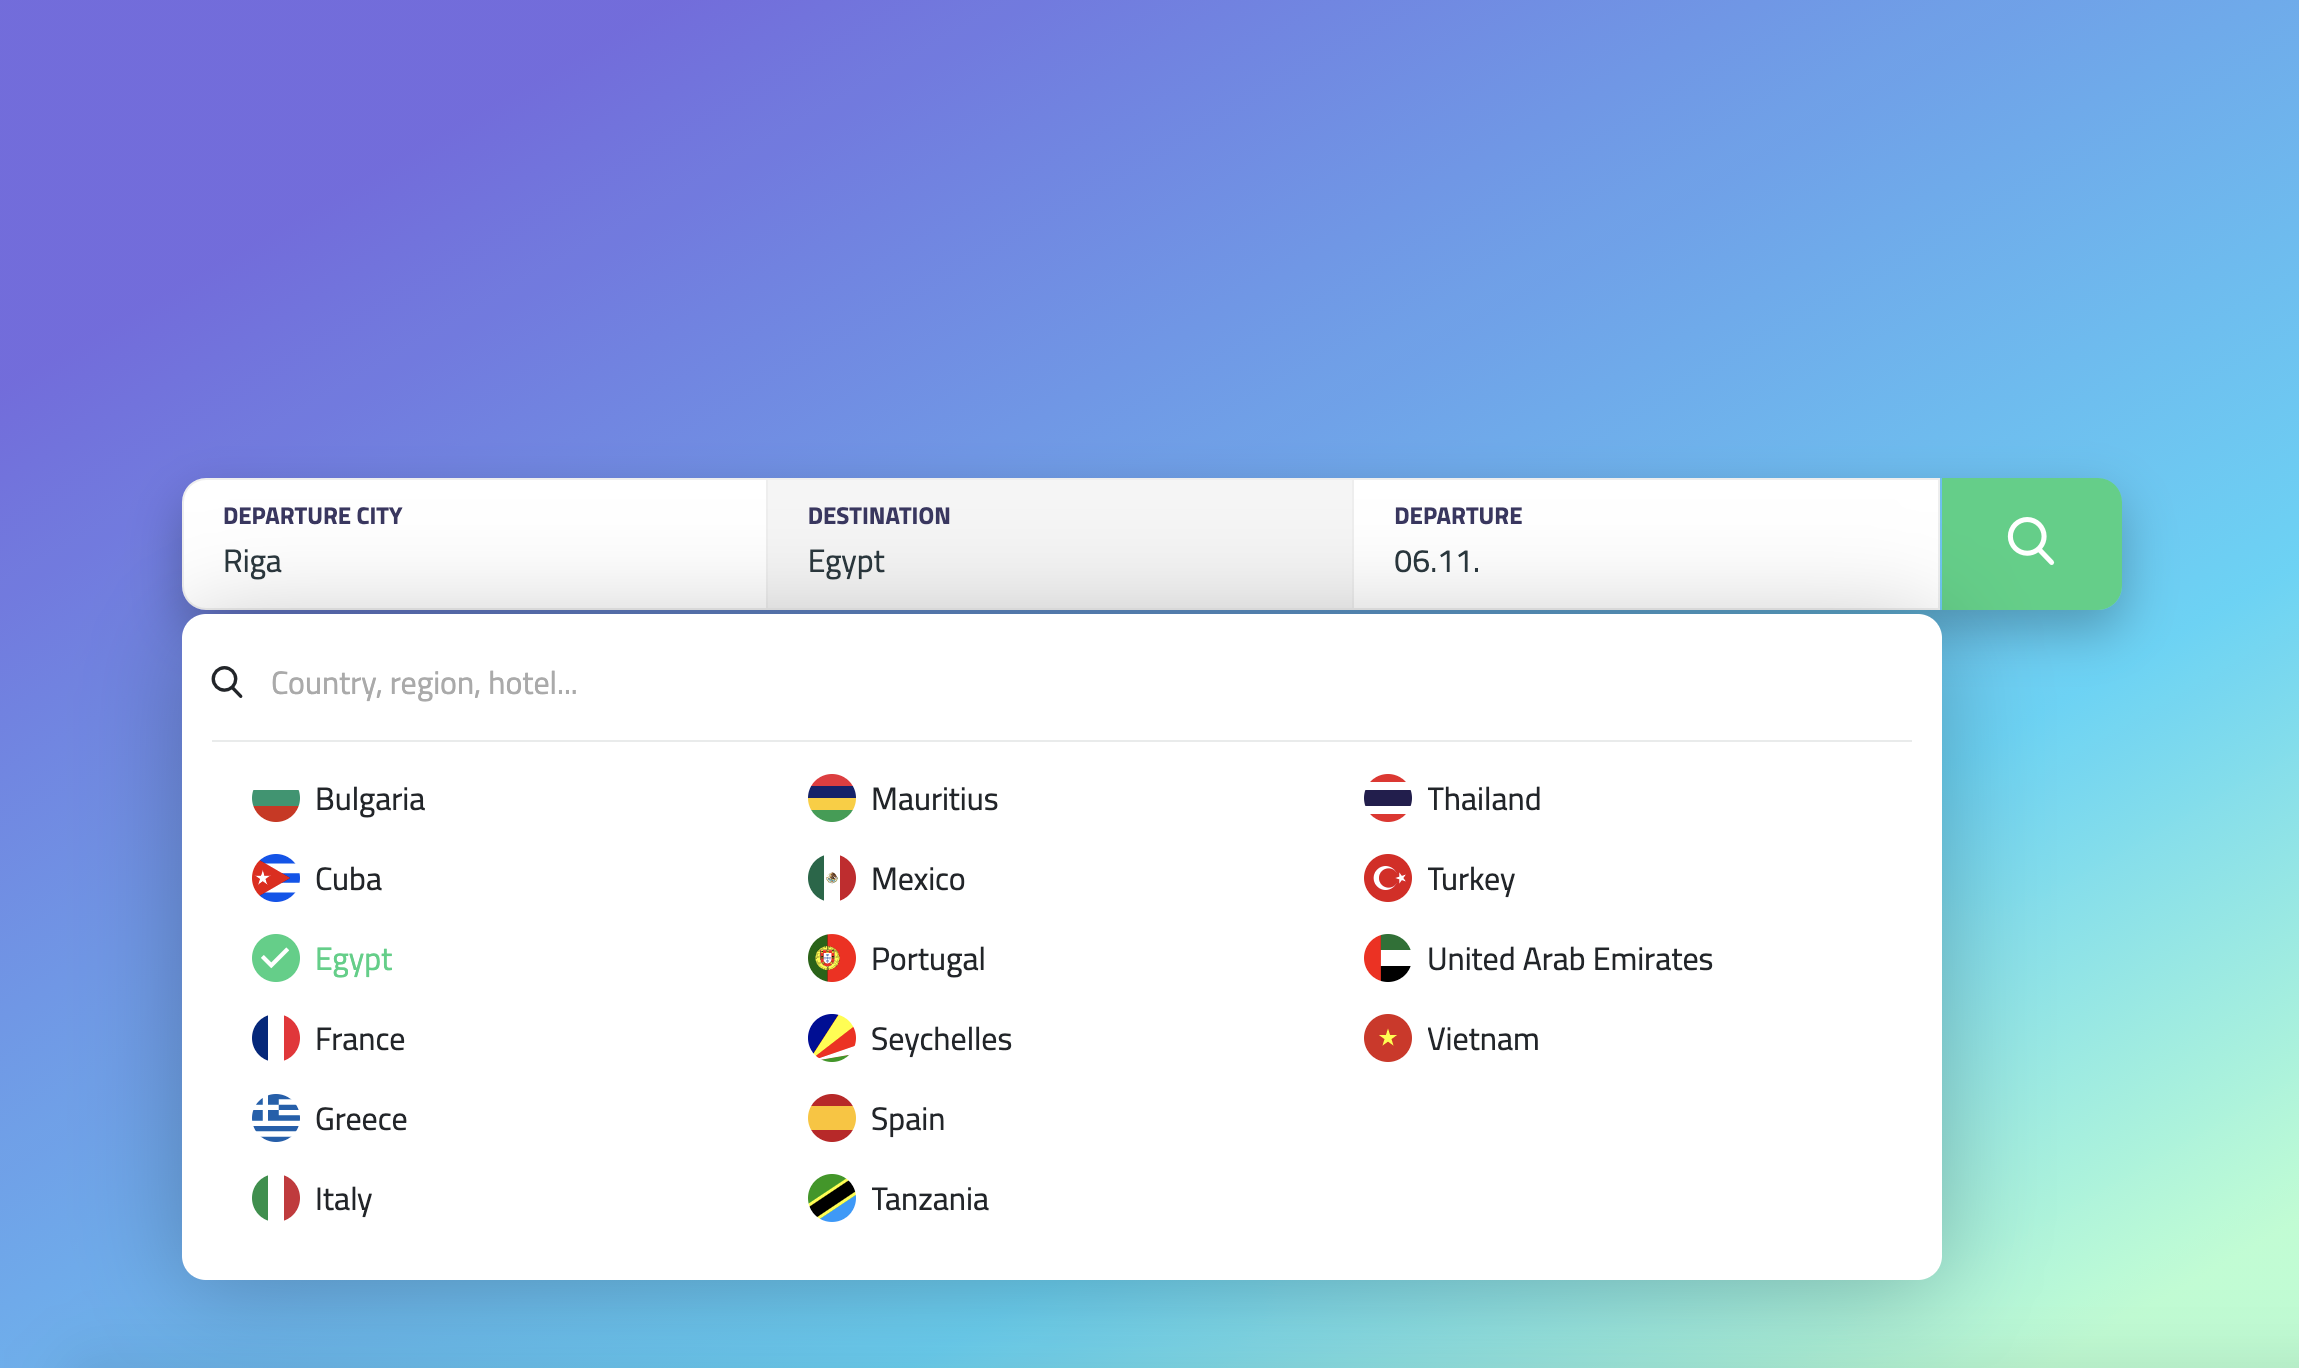 DEPARTURE CITY
Riga
DESTINATION
Egypt
DEPARTURE
06.11.
Country, region, hotel...
Bulgaria
Cuba
Egypt
France
Greece
Italy
Mauritius
Mexico
Portugal
Seychelles
Spain
Tanzania
Thailand
Turkey
United Arab Emirates
Vietnam